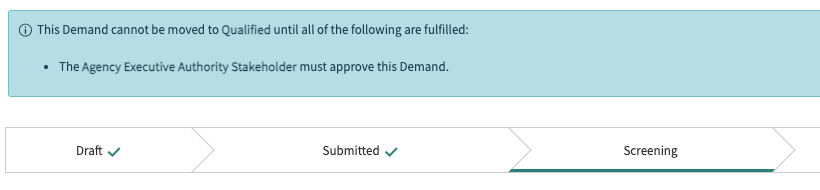 This Demand cannot be moved to Qualified until all of the following are fulfilled:
The Agency Executive Authority Stakeholder must approve this Demand.
Draft
Submitted
Screening